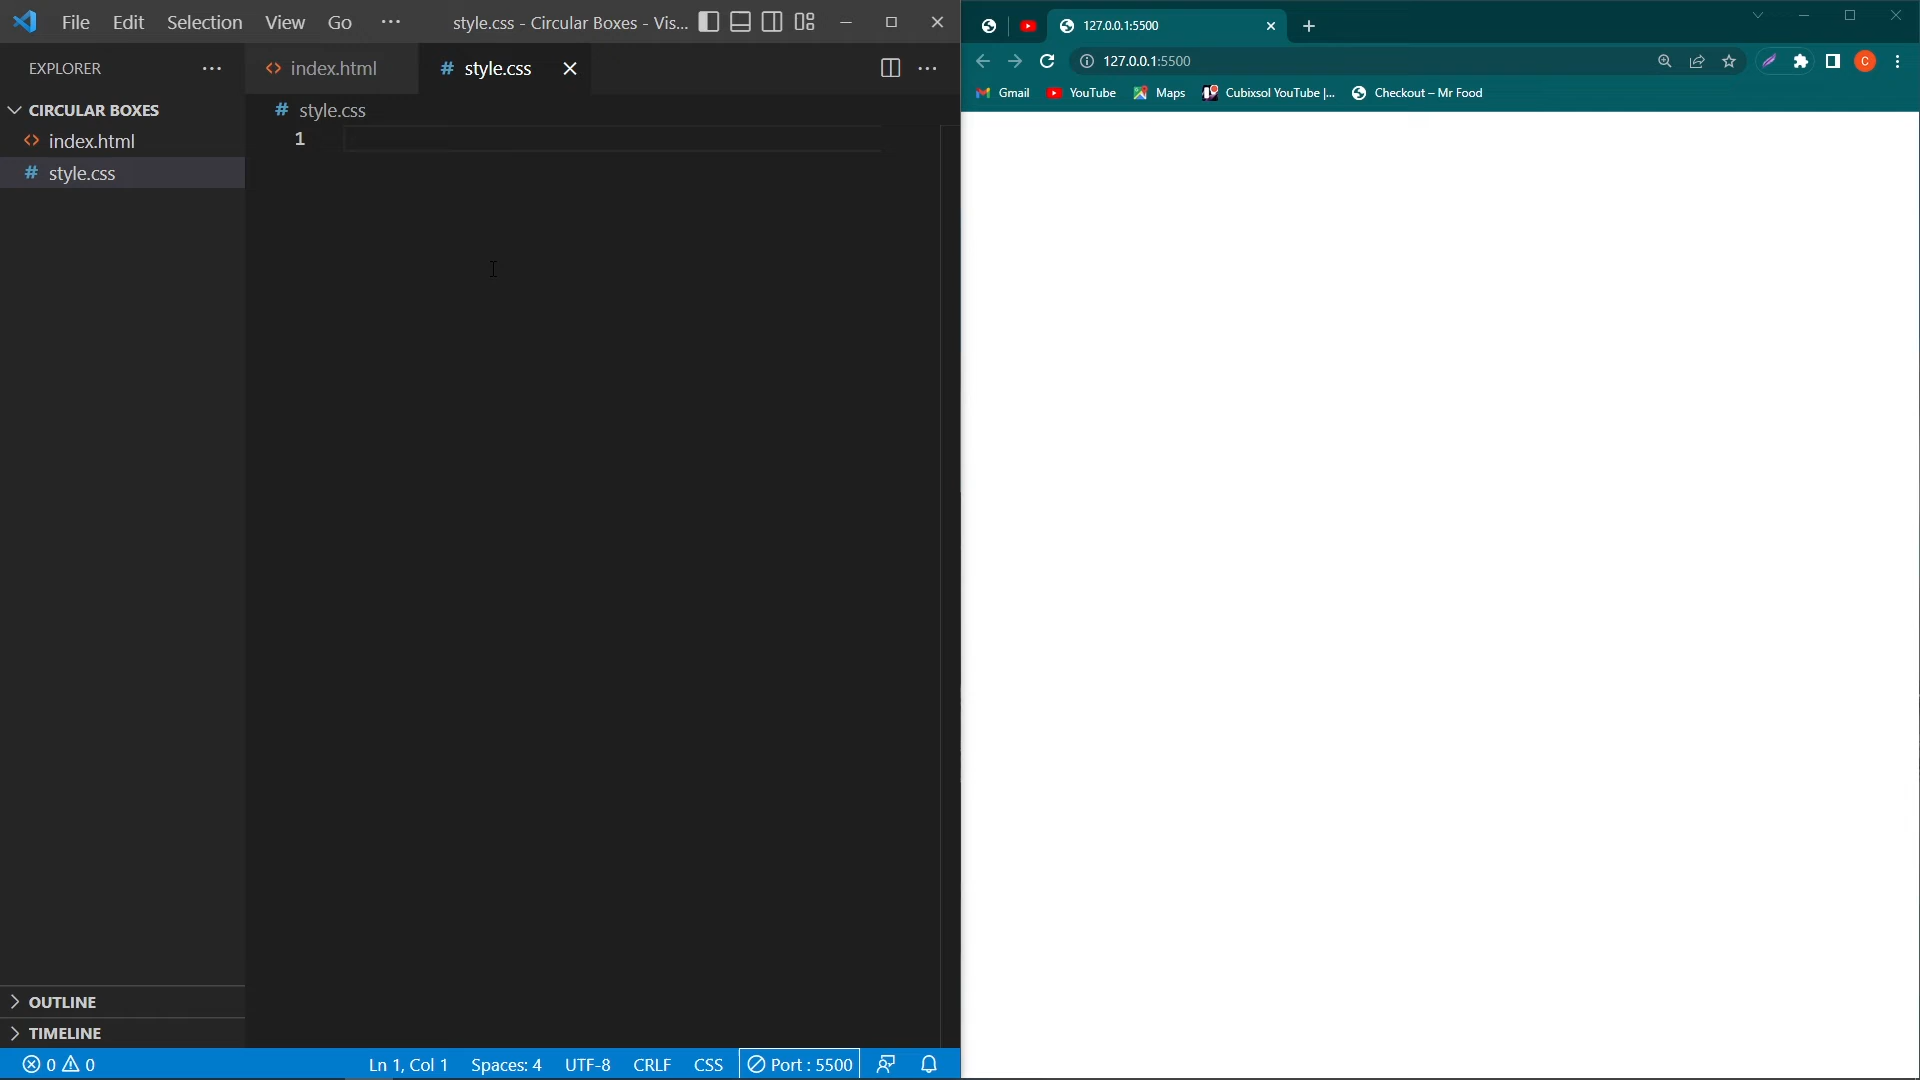 File Edit Selection View Go ··· style.css - Circular Boxes - Vis...
EXPLORER ···
index.html
style.css
CIRCULAR BOXES
index.html
# style.css
# style.css
1
OUTLINE
TIMELINE
0 0 Ln 1, Col 1 Spaces: 4 UTF-8 CRLF CSS Port : 5500
127.0.0.1:5500
127.0.0.1:5500
C
Gmail YouTube Maps Cubixsol YouTube |... Checkout – Mr Food